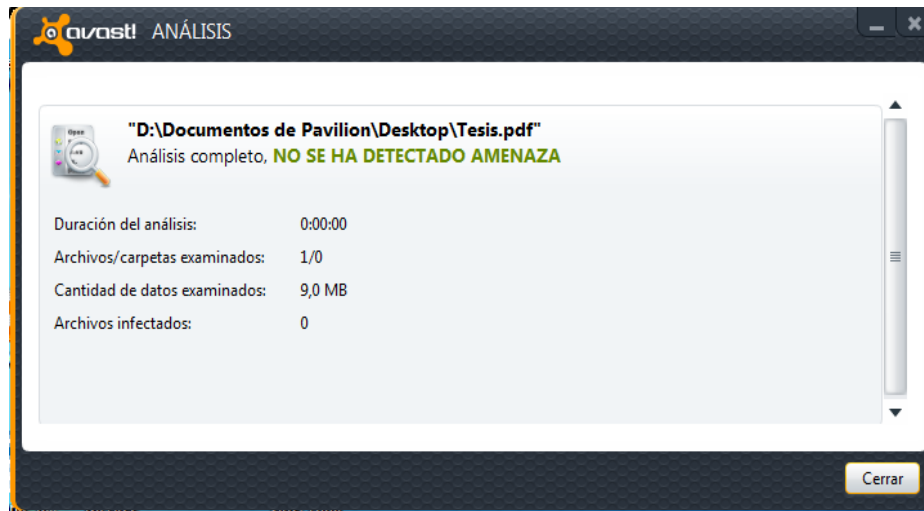 avast! ANÁLISIS
"D:\Documentos de Pavilion\Desktop\Tesis.pdf"
Análisis completo, NO SE HA DETECTADO AMENAZA
Duración del análisis: 0:00:00
Archivos/carpetas examinados: 1/0
Cantidad de datos examinados: 9,0 MB
Archivos infectados: 0
Cerrar